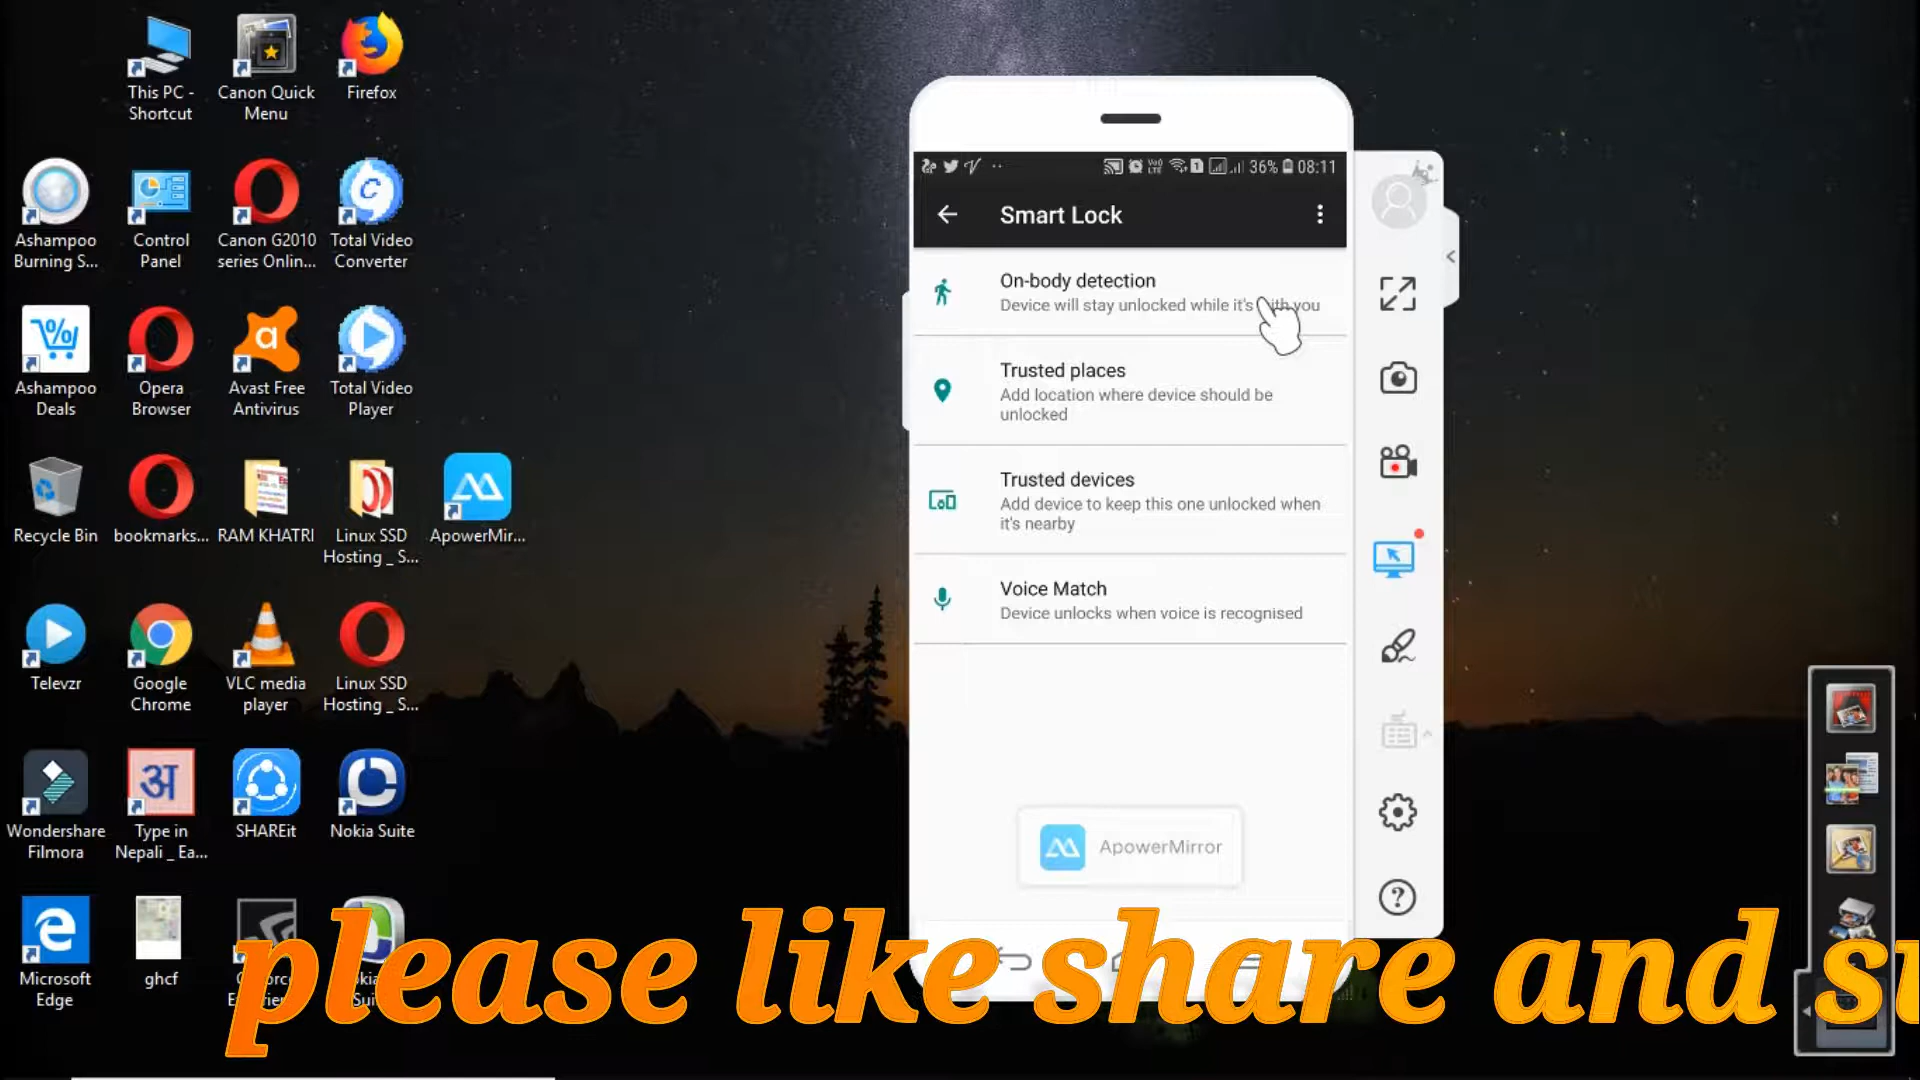 This PC -
Shortcut
Canon Quick
Menu
Firefox
Ashampoo
Burning S...
Control
Panel
Canon G2010
series Onlin...
Total Video
Converter
Ashampoo
Deals
Opera
Browser
Avast Free
Antivirus
Total Video
Player
Recycle Bin
bookmarks...
RAM KHATRI
Linux SSD
Hosting _ S...
ApowerMir...
Televzr
Google
Chrome
VLC media
player
Linux SSD
Hosting _ S...
Wondershare
Filmora
Type in
Nepali _ Ea...
SHAREit
Nokia Suite
Microsoft
Edge
ghcf
36% 08:11
Smart Lock
On-body detection
Device will stay unlocked while it's with you
Trusted places
Add location where device should be
unlocked
Trusted devices
Add device to keep this one unlocked when
it's nearby
Voice Match
Device unlocks when voice is recognised
ApowerMirror
please like share and su